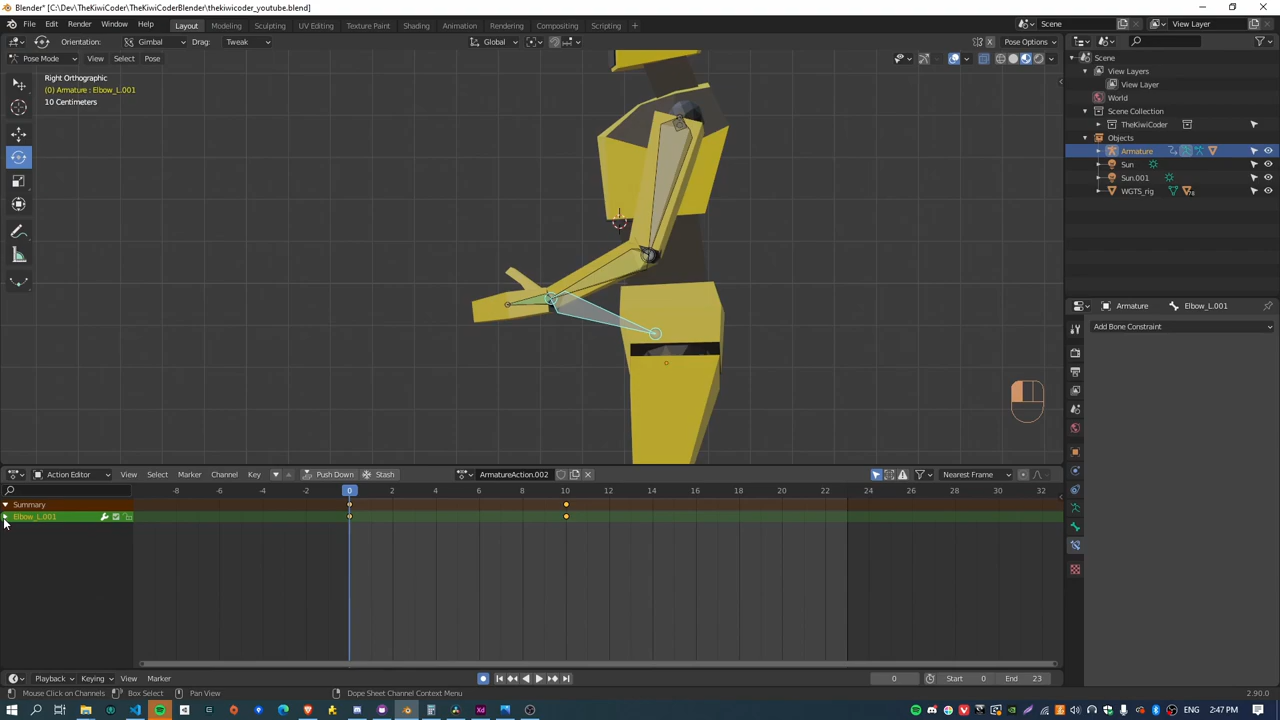 Blender* [C:\Dev\TheKiwiCoder\Blender\thekiwicoder_youtube.blend]
File Edit Render Window Help Layout Modeling Sculpting UV Editing Texture Paint Shading Animation Rendering Compositing Scripting Scene View Layer
Orientation: Gimbal Drag: Tweak Global X Pose Options
Pose Mode View Select Pose
Right Orthographic
(0) Armature : Elbow_L.001
10 Centimeters
Scene
View Layers
View Layer
World
Scene Collection
TheKiwiCoder
Objects
Armature
Sun
Sun.001
WGTS_rig 78
Armature Elbow_L.001
Add Bone Constraint
Action Editor View Select Marker Channel Key Push Down Stash ArmatureAction.002 Nearest Frame
-8 -6 -4 -2 0 2 4 6 8 10 12 14 16 18 20 22 24 26 28 30 32
Summary
Elbow_L.001
Playback Keying View Marker 0 Start 0 End 23
Mouse Click on Channels Box Select Pan View Dope Sheet Channel Context Menu 2.90.0
2:47 PM